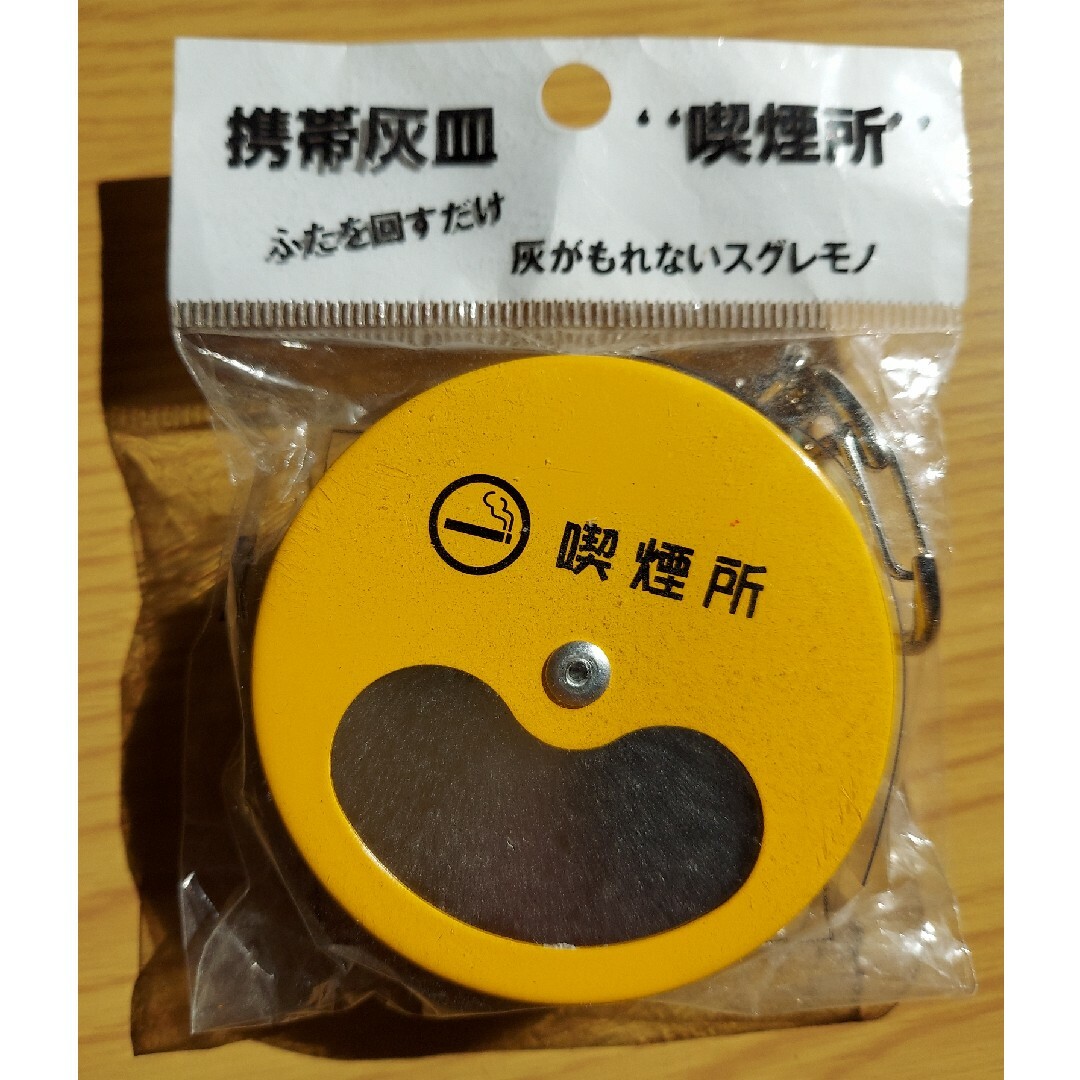 携帯灰皿 “喫煙所”
ふたを回すだけ
灰がもれないスグレモノ
喫煙所